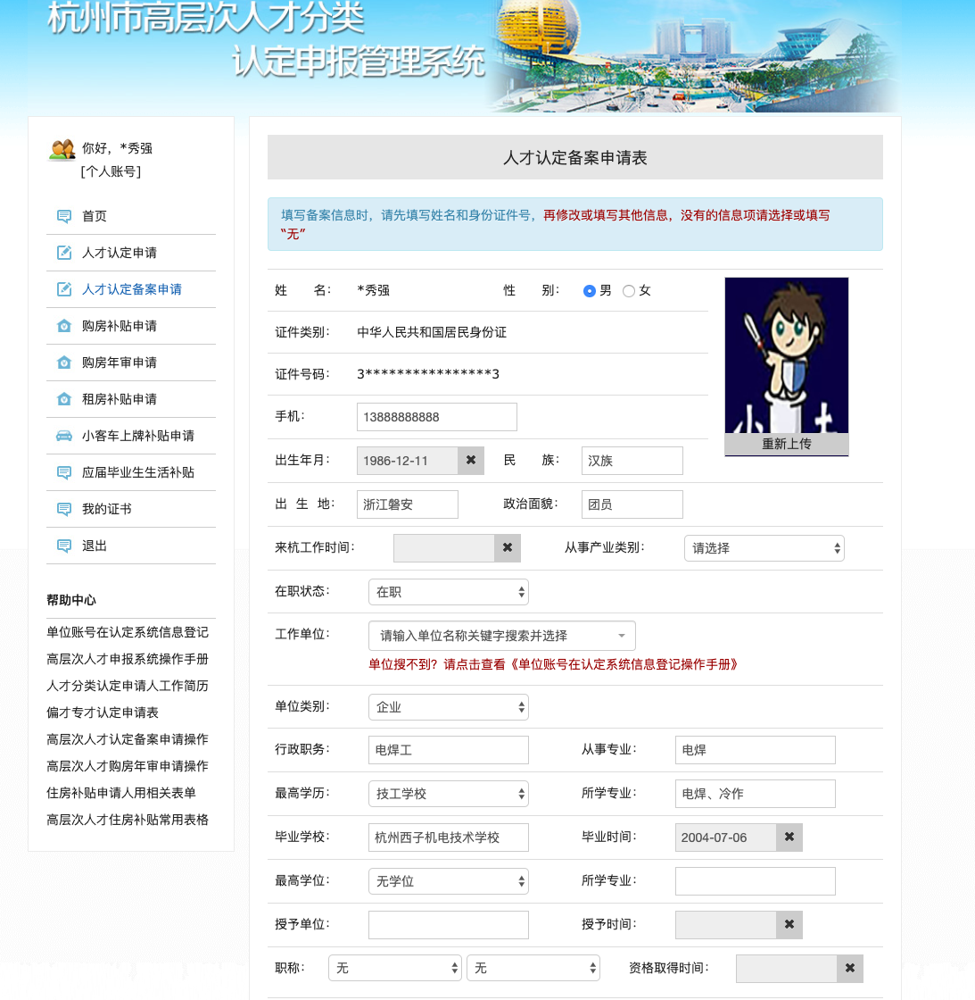 杭州市高层次人才分类
认定申报管理系统
你好，*秀强
[个人账号]
首页
人才认定申请
人才认定备案申请
购房补贴申请
购房年审申请
租房补贴申请
小客车上牌补贴申请
应届毕业生生活补贴
我的证书
退出
帮助中心
单位账号在认定系统信息登记
高层次人才申报系统操作手册
人才分类认定申请人工作简历
偏才专才认定申请表
高层次人才认定备案申请操作
高层次人才购房年审申请操作
住房补贴申请人用相关表单
高层次人才住房补贴常用表格
人才认定备案申请表
填写备案信息时，请先填写姓名和身份证件号，再修改或填写其他信息，没有的信息项请选择或填写
“无”
姓 名： *秀强 性 别： 男 女
证件类别： 中华人民共和国居民身份证
证件号码： 3****************3
手机： 13888888888
重新上传
出生年月： 1986-12-11 ✖ 民 族： 汉族
出 生 地： 浙江磐安 政治面貌： 团员
来杭工作时间： ✖ 从事产业类别： 请选择
在职状态： 在职
工作单位： 请输入单位名称关键字搜索并选择
单位搜不到？请点击查看《单位账号在认定系统信息登记操作手册》
单位类别： 企业
行政职务： 电焊工 从事专业： 电焊
最高学历： 技工学校 所学专业： 电焊、冷作
毕业学校： 杭州西子机电技术学校 毕业时间： 2004-07-06 ✖
最高学位： 无学位 所学专业：
授予单位： 授予时间： ✖
职称： 无 无 资格取得时间： ✖